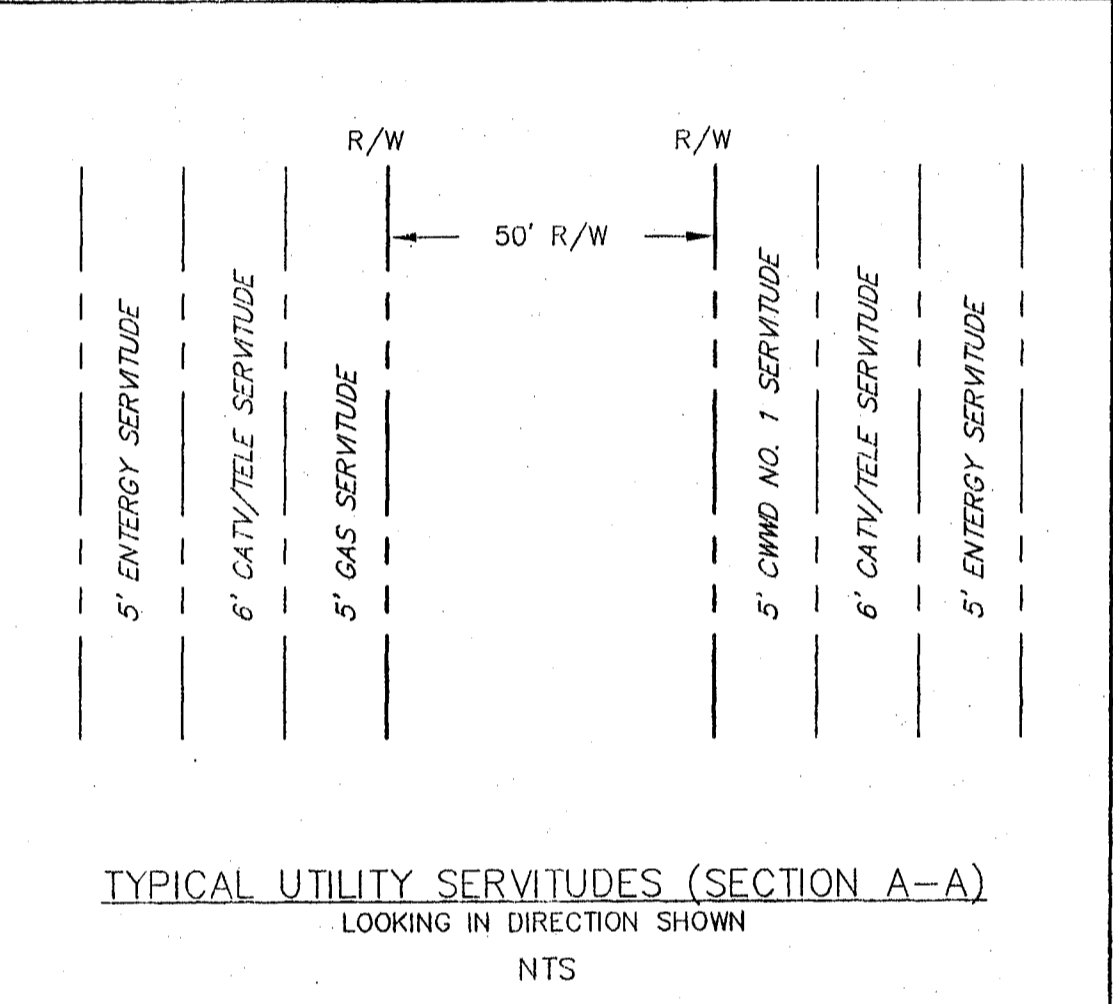 R/W
R/W
50' R/W
5' ENTERGY SERVITUDE
6' CATV/TELE SERVITUDE
5' GAS SERVITUDE
5' CWWD NO. 1 SERVITUDE
6' CATV/TELE SERVITUDE
5' ENTERGY SERVITUDE
TYPICAL UTILITY SERVITUDES (SECTION A-A)
LOOKING IN DIRECTION SHOWN
NTS